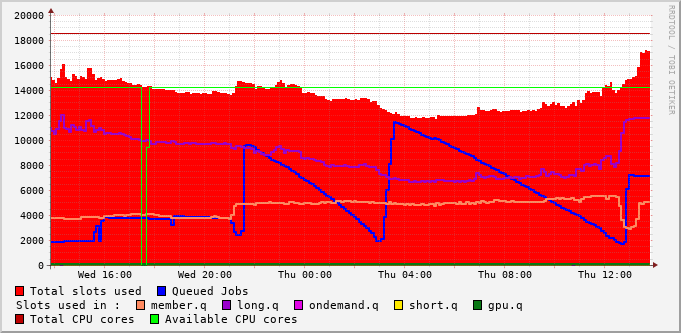 20000
18000
16000
14000
12000
10000
8000
6000
4000
2000
0
Wed 16:00 Wed 20:00 Thu 00:00 Thu 04:00 Thu 08:00 Thu 12:00
RRDTOOL / TOBI OETIKER
Total slots used Queued Jobs
Slots used in : member.q long.q ondemand.q short.q gpu.q
Total CPU cores Available CPU cores